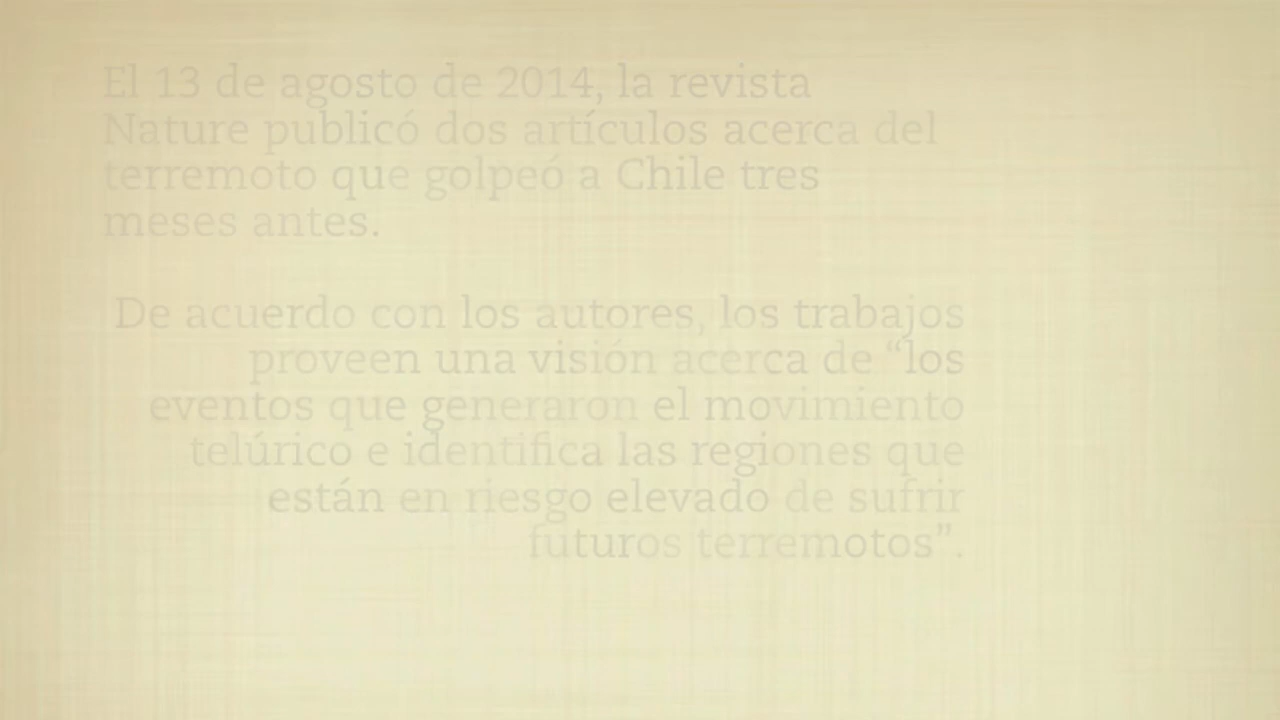 El 13 de agosto de 2014, la revista
Nature publicó dos artículos acerca del
terremoto que golpeó a Chile tres
meses antes.
De acuerdo con los autores, los trabajos
proveen una visión acerca de “los
eventos que generaron el movimiento
telúrico e identifica las regiones que
están en riesgo elevado de sufrir
futuros terremotos”.